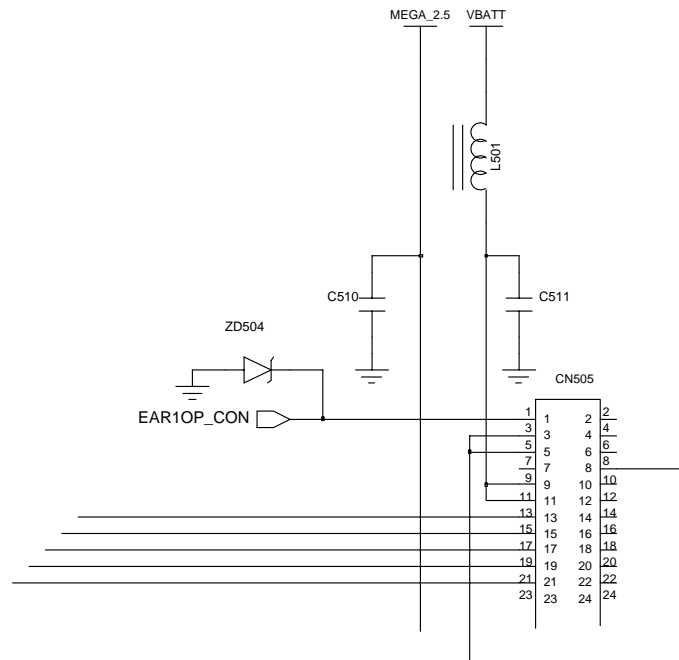 MEGA_2.5 VBATT
L501
C510 C511
ZD504
CN505
EAR1OP_CON
1 1 2 2
3 3 4 4
5 5 6 6
7 7 8 8
9 9 10 10
11 11 12 12
13 13 14 14
15 15 16 16
17 17 18 18
19 19 20 20
21 21 22 22
23 23 24 24